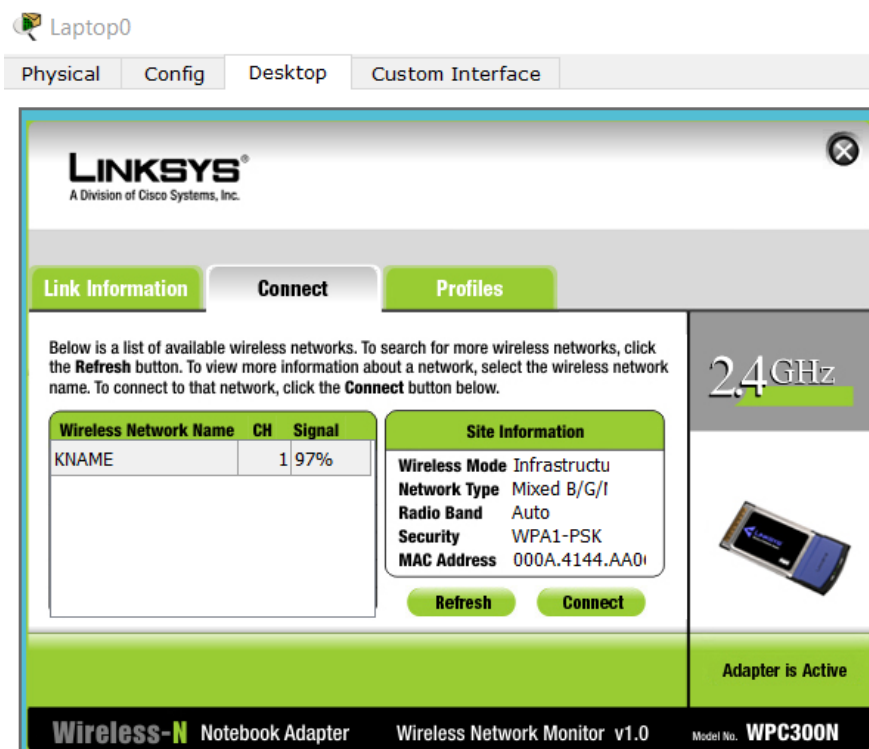 Laptop0
Physical Config Desktop Custom Interface
LINKSYS®
A Division of Cisco Systems, Inc.
Link Information Connect Profiles
Below is a list of available wireless networks. To search for more wireless networks, click
the Refresh button. To view more information about a network, select the wireless network
name. To connect to that network, click the Connect button below.
2.4GHz
Wireless Network Name CH Signal
KNAME 1 97%
Site Information
Wireless Mode Infrastructu
Network Type Mixed B/G/
Radio Band Auto
Security WPA1-PSK
MAC Address 000A.4144.AA0
Refresh Connect
Adapter is Active
Wireless-N Notebook Adapter Wireless Network Monitor v1.0 Model No. WPC300N